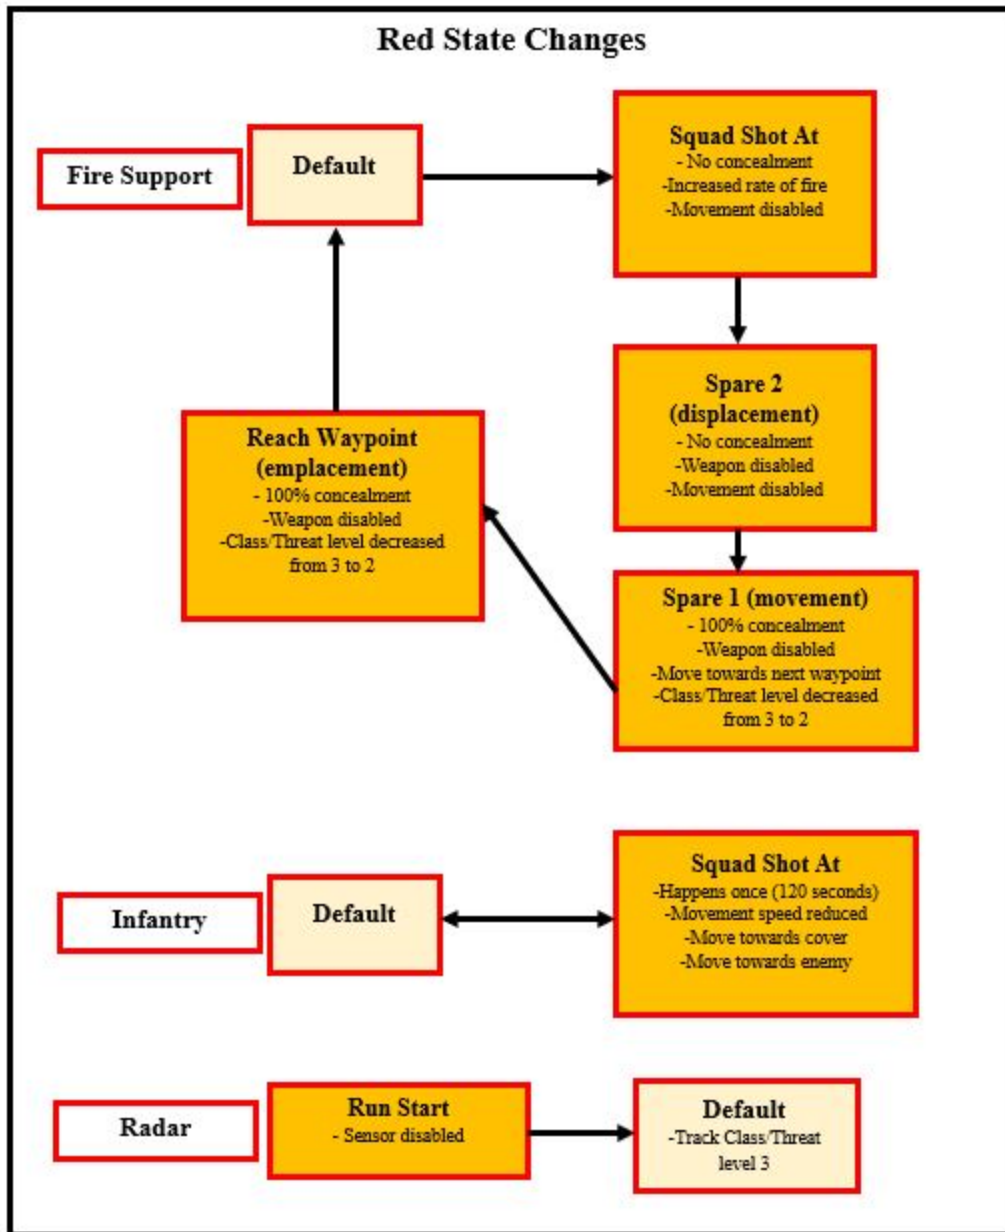 Red State Changes
Fire Support
Default
Squad Shot At
- No concealment
-Increased rate of fire
-Movement disabled
Spare 2
(displacement)
- No concealment
-Weapon disabled
-Movement disabled
Reach Waypoint
(emplacement)
- 100% concealment
-Weapon disabled
-Class/Threat level decreased
from 3 to 2
Spare 1 (movement)
- 100% concealment
-Weapon disabled
-Move towards next waypoint
-Class/Threat level decreased
from 3 to 2
Infantry
Default
Squad Shot At
-Happens once (120 seconds)
-Movement speed reduced
-Move towards cover
-Move towards enemy
Radar
Run Start
- Sensor disabled
Default
-Track Class/Threat
level 3